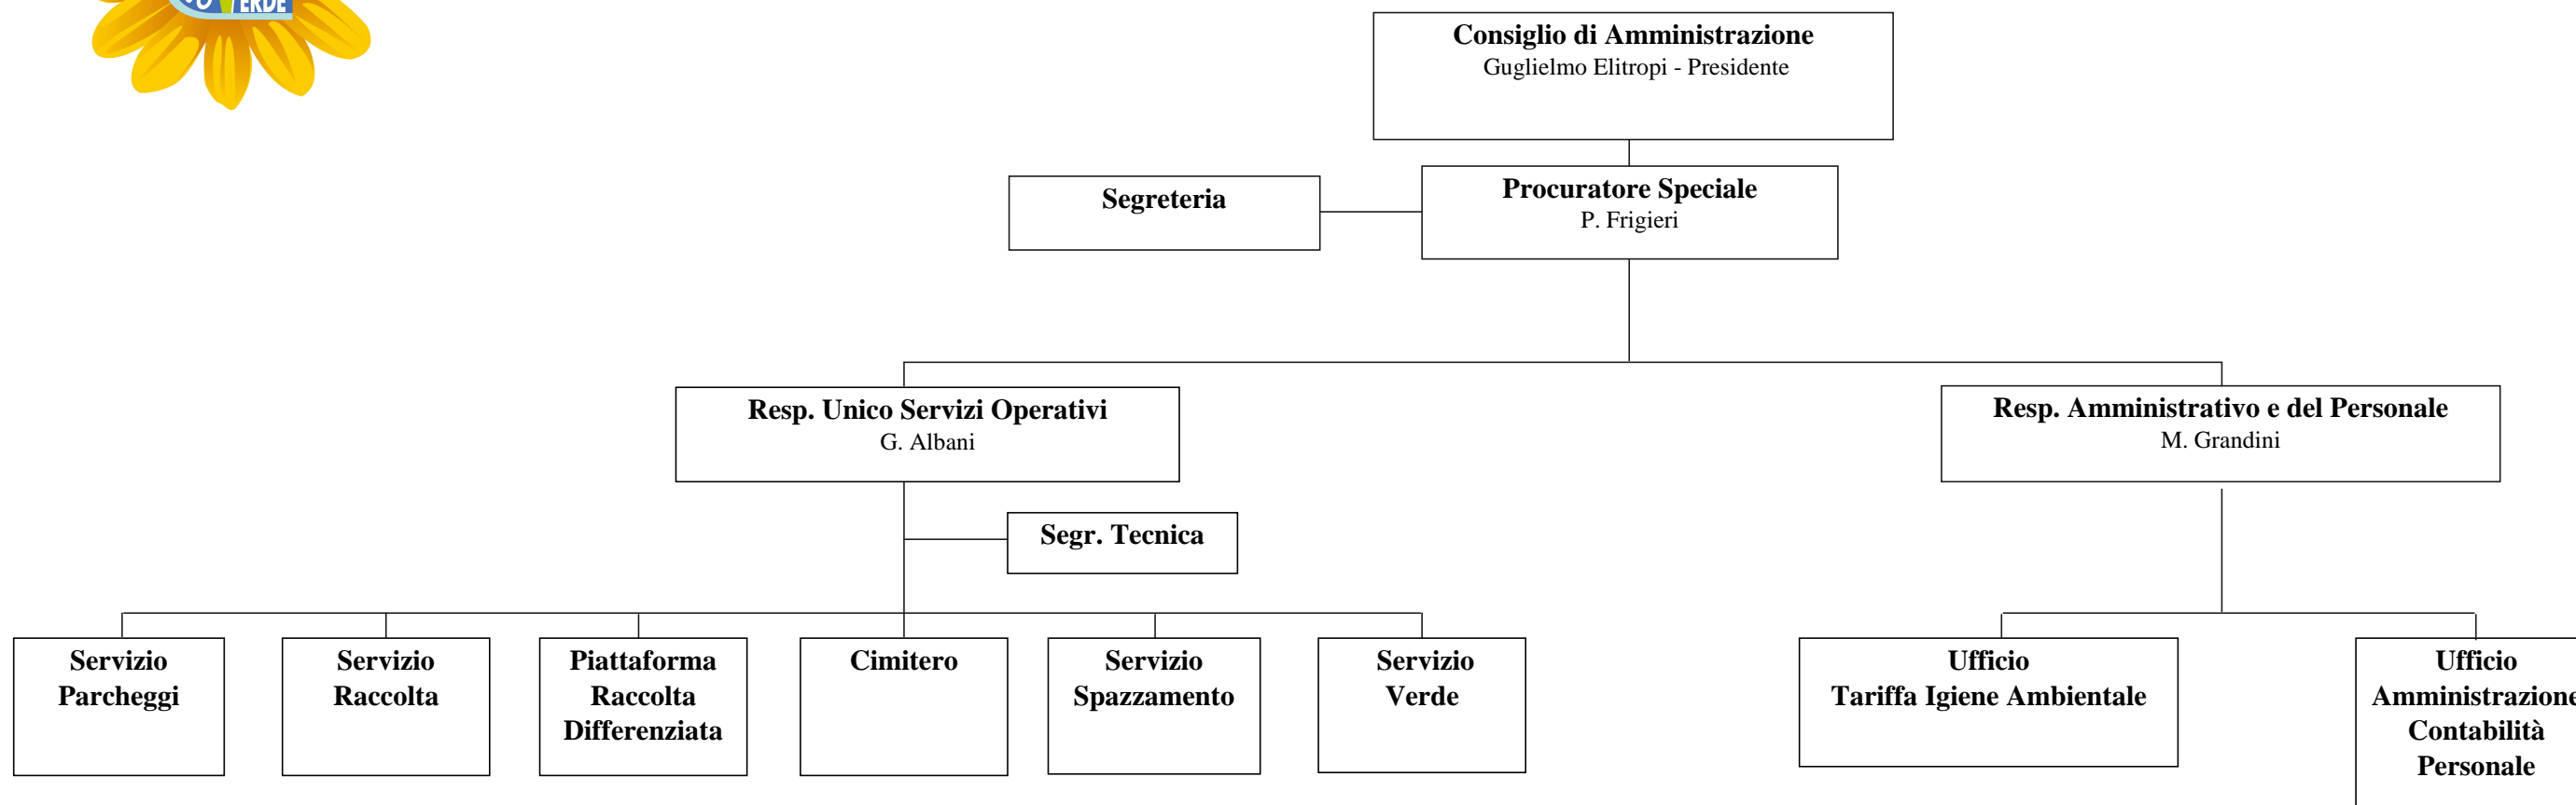 ERDE
Consiglio di Amministrazione
Guglielmo Elitropi - Presidente
Segreteria
Procuratore Speciale
P. Frigieri
Resp. Unico Servizi Operativi
G. Albani
Resp. Amministrativo e del Personale
M. Grandini
Segr. Tecnica
Servizio
Parcheggi
Servizio
Raccolta
Piattaforma
Raccolta
Differenziata
Cimitero
Servizio
Spazzamento
Servizio
Verde
Ufficio
Tariffa Igiene Ambientale
Ufficio
Amministrazione
Contabilità
Personale